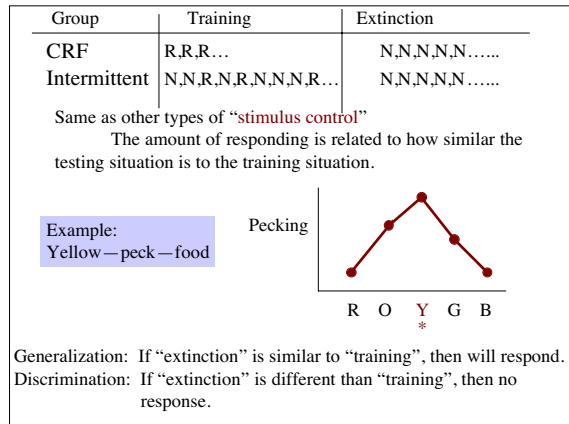 Group Training Extinction
CRF R,R,R… N,N,N,N,N…...
Intermittent N,N,R,N,R,N,N,N,R… N,N,N,N,N…...
Same as other types of “stimulus control”
The amount of responding is related to how similar the
testing situation is to the training situation.
Example:
Yellow—peck—food
Pecking
R O Y G B
*
Generalization: If “extinction” is similar to “training”, then will respond.
Discrimination: If “extinction” is different than “training”, then no
response.